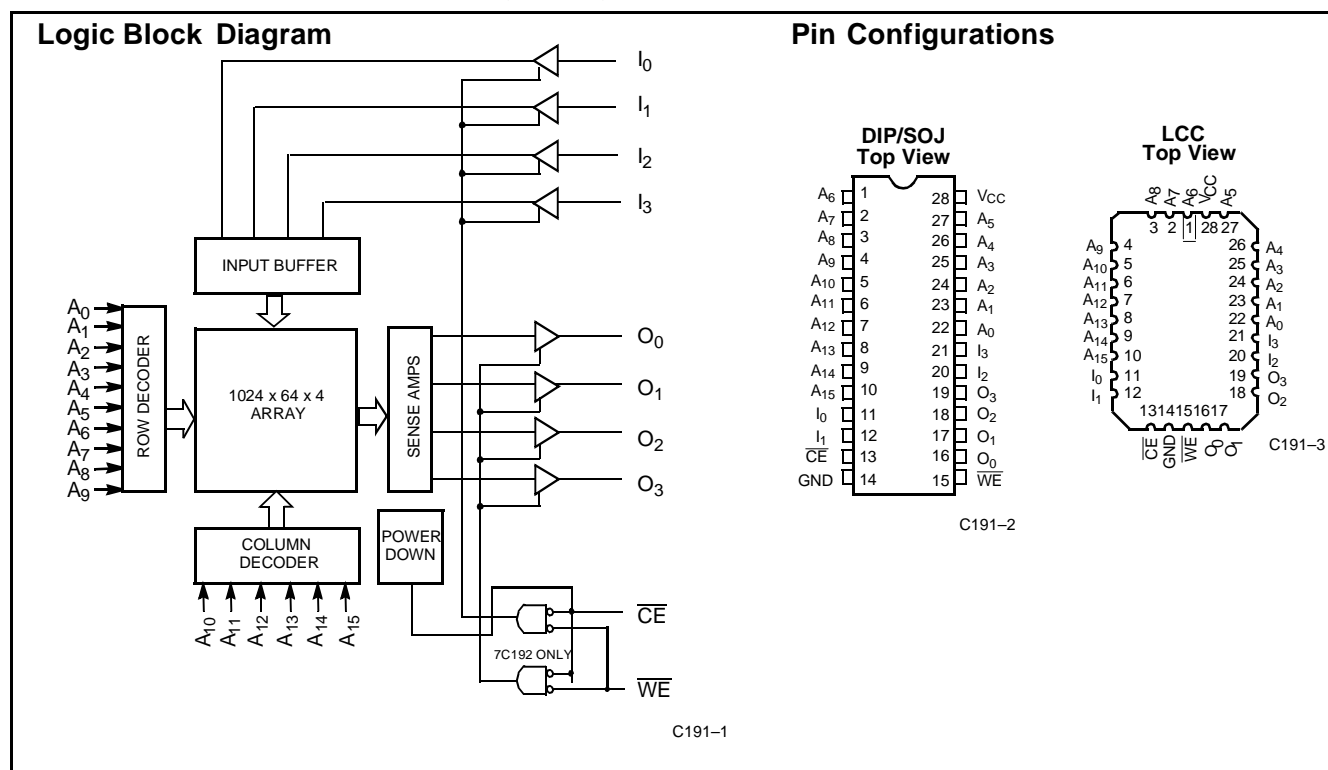 Logic Block Diagram
I0
I1
I2
I3
INPUT BUFFER
A0
A1
A2
A3
A4
A5
A6
A7
A8
A9
ROW DECODER
1024 x 64 x 4
ARRAY
SENSE AMPS
O0
O1
O2
O3
COLUMN
DECODER
POWER
DOWN
A10
A11
A12
A13
A14
A15
CE
7C192 ONLY
WE
C191–1
Pin Configurations
DIP/SOJ
Top View
A6 1 28 VCC
A7 2 27 A5
A8 3 26 A4
A9 4 25 A3
A10 5 24 A2
A11 6 23 A1
A12 7 22 A0
A13 8 21 I3
A14 9 20 I2
A15 10 19 O3
I0 11 18 O2
I1 12 17 O1
CE 13 16 O0
GND 14 15 WE
C191–2
LCC
Top View
A8 A7 A6 VCC A5
3 2 1 28 27
A9 4 26 A4
A10 5 25 A3
A11 6 24 A2
A12 7 23 A1
A13 8 22 A0
A14 9 21 I3
A15 10 20 I2
I0 11 19 O3
I1 12 18 O2
13 14 15 16 17
CE GND WE O0 O1
C191–3